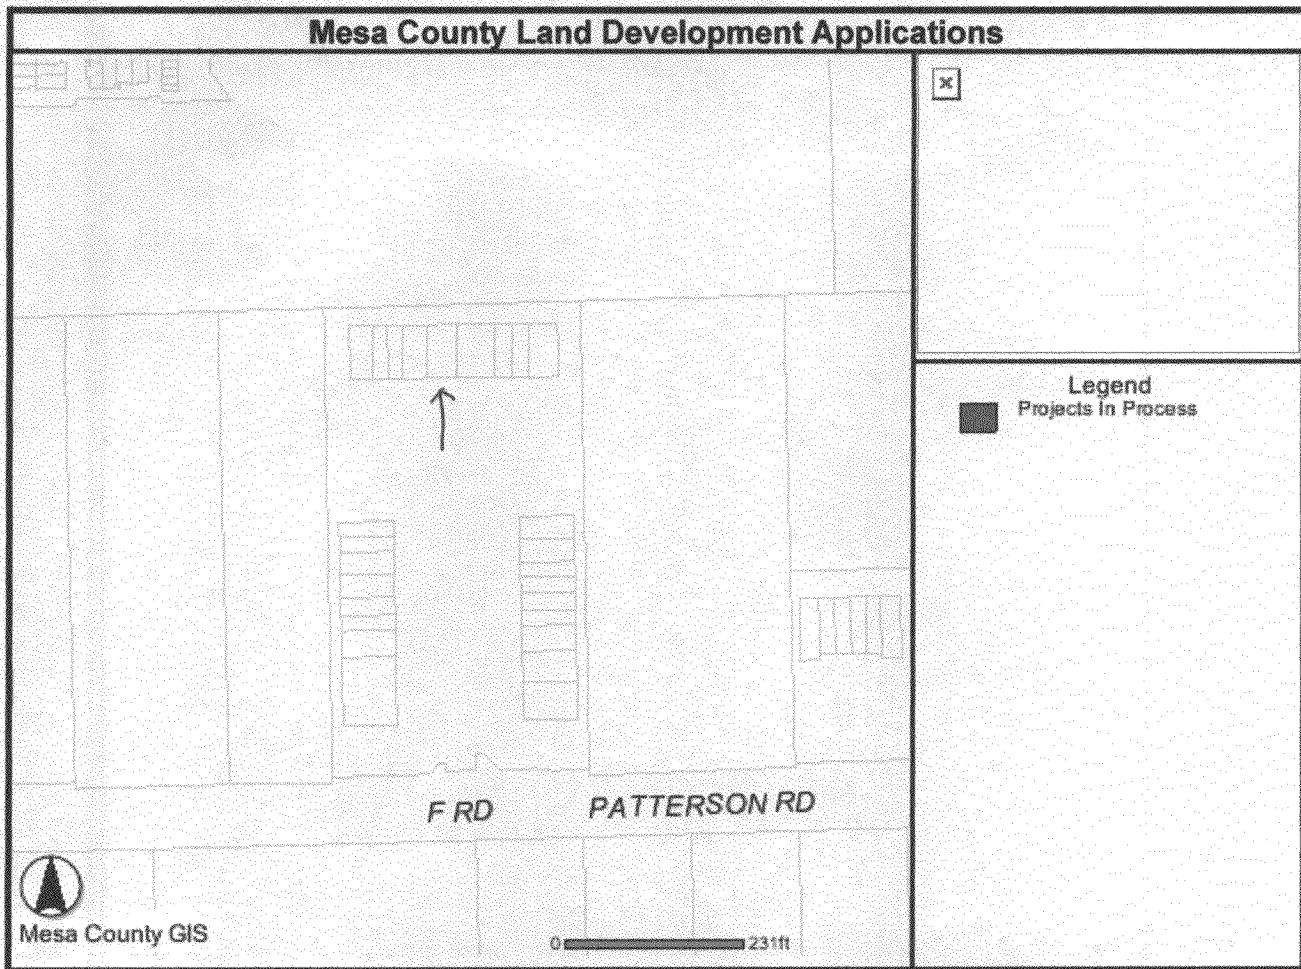 Mesa County Land Development Applications
Legend
Projects In Process
F RD
PATTERSON RD
Mesa County GIS
0
231ft